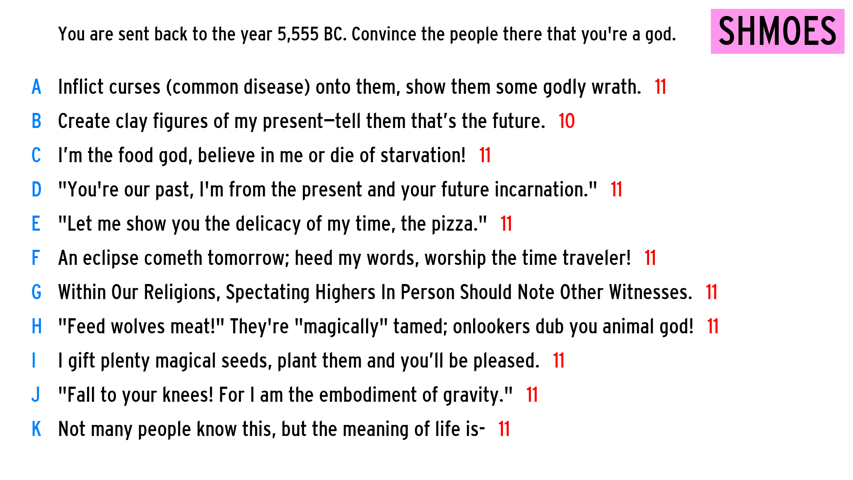 You are sent back to the year 5,555 BC. Convince the people there that you're a god.
SHMOES
A Inflict curses (common disease) onto them, show them some godly wrath. 11
B Create clay figures of my present—tell them that's the future. 10
C I'm the food god, believe in me or die of starvation! 11
D "You're our past, I'm from the present and your future incarnation." 11
E "Let me show you the delicacy of my time, the pizza." 11
F An eclipse cometh tomorrow; heed my words, worship the time traveler! 11
G Within Our Religions, Spectating Highers In Person Should Note Other Witnesses. 11
H "Feed wolves meat!" They're "magically" tamed; onlookers dub you animal god! 11
I I gift plenty magical seeds, plant them and you'll be pleased. 11
J "Fall to your knees! For I am the embodiment of gravity." 11
K Not many people know this, but the meaning of life is- 11